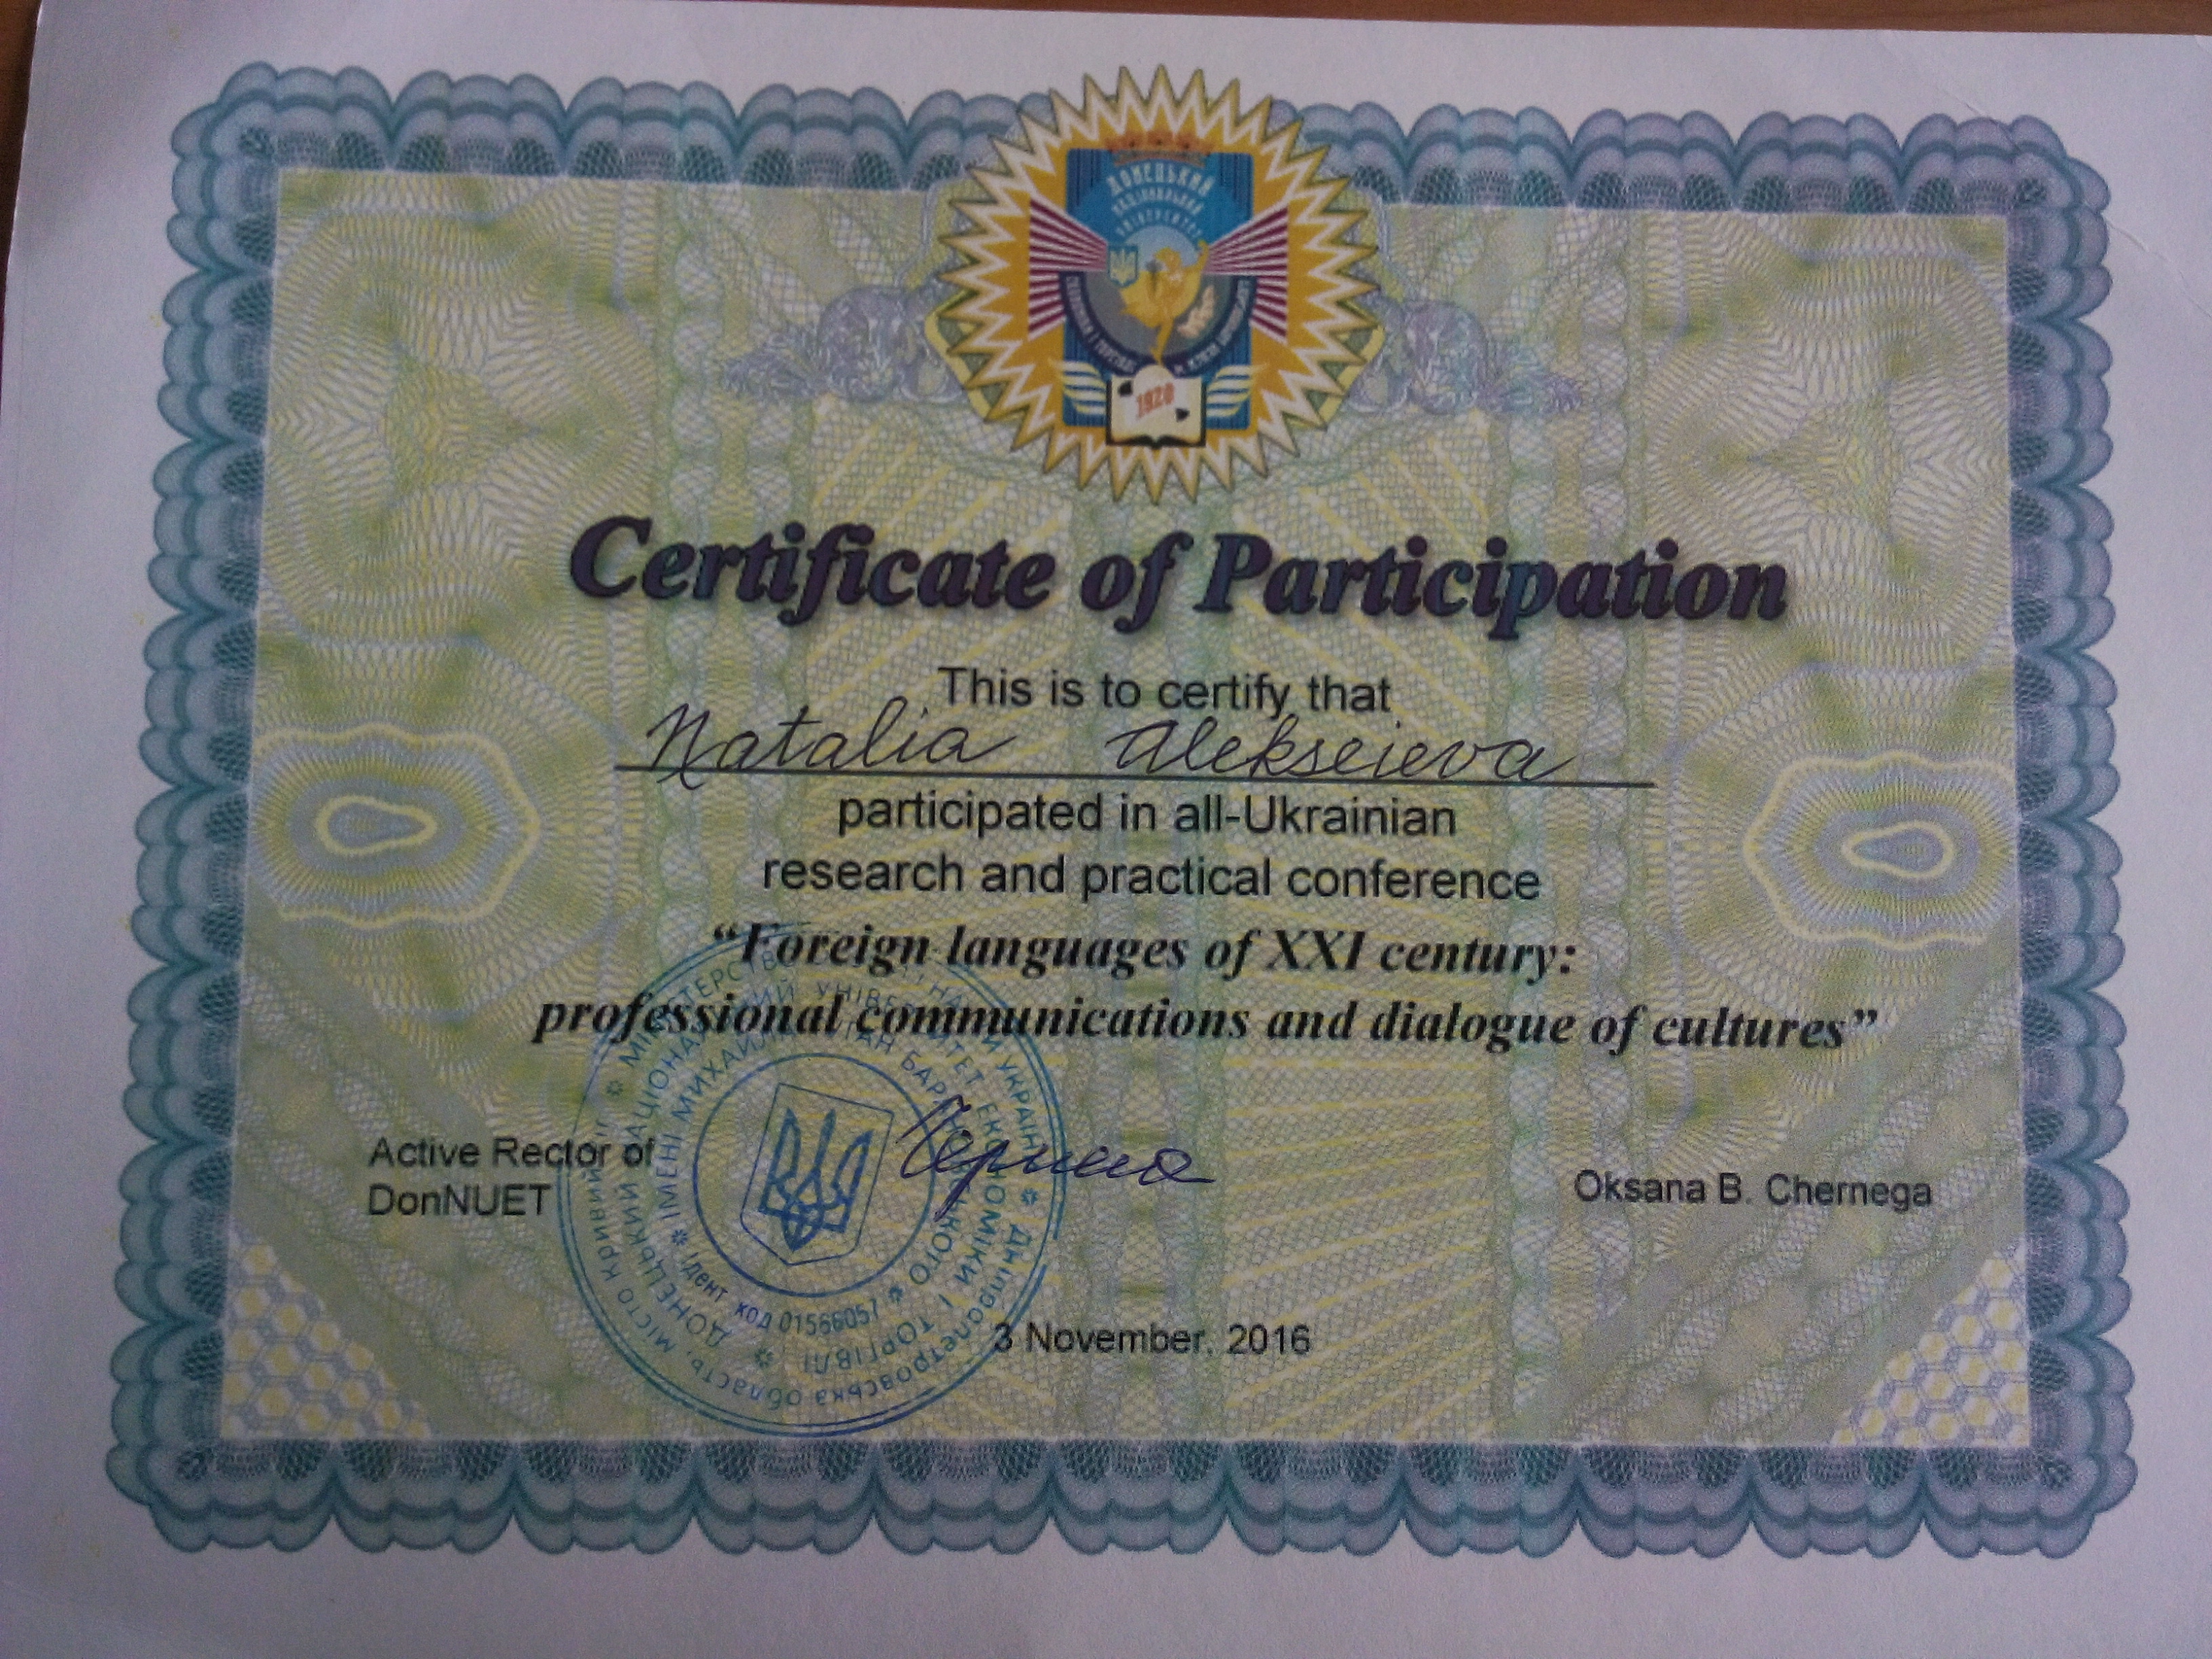 ДОНЕЦЬКИЙ
НАЦІОНАЛЬНИЙ
УНІВЕРСИТЕТ
1920
Certificate of Participation
This is to certify that
Natalia Alekseieva
participated in all-Ukrainian
research and practical conference
“Foreign languages of XXI century:
professional communications and dialogue of cultures”
Active Rector of
DonNUET
Oksana B. Chernega
3 November, 2016
МІНІСТЕРСТВО НАУКИ УКРАЇНИ * Дніпропетровська область, місто Кривий
ДОНЕЦЬКИЙ НАЦІОНАЛЬНИЙ УНІВЕРСИТЕТ ЕКОНОМІКИ І ТОРГІВЛІ
ІМЕНІ МИХАЙЛА ТУГАН БАРАНОВСЬКОГО
Ідент код 01566057